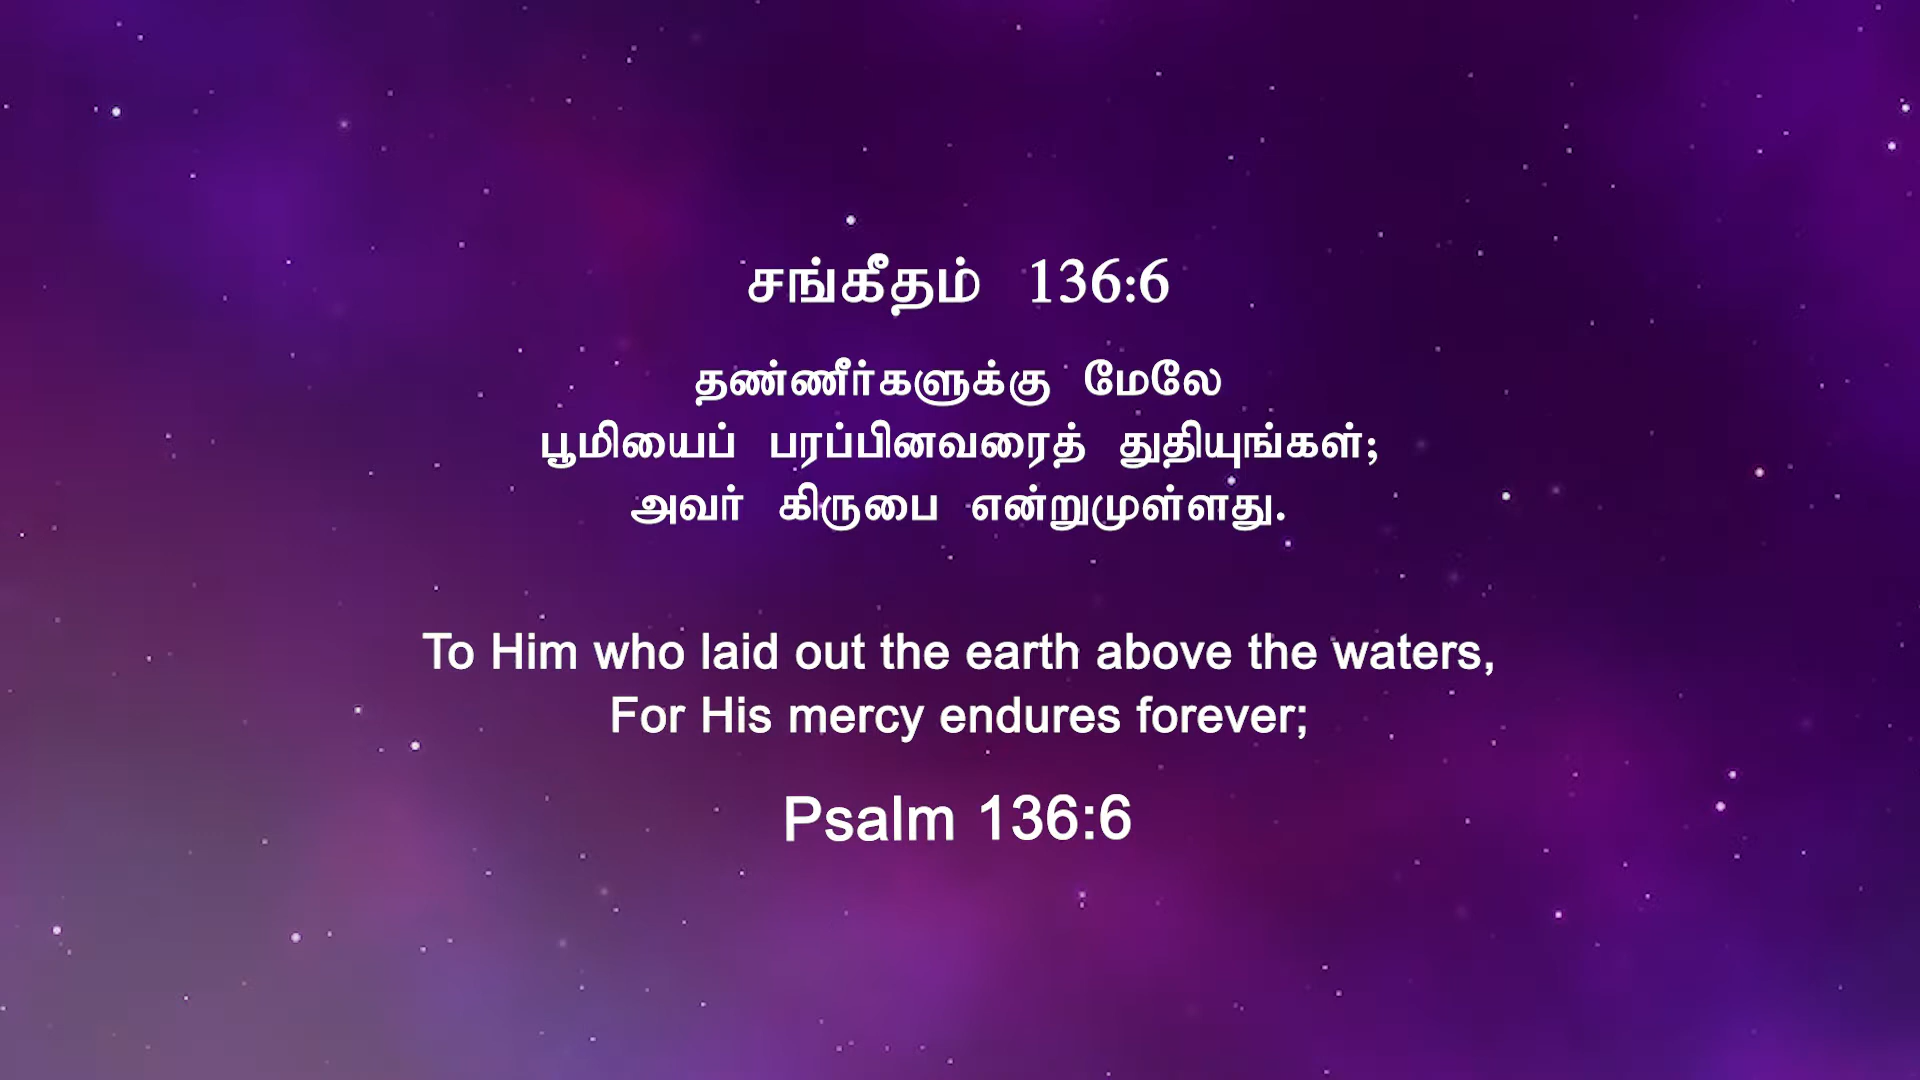 சங்கீதம் 136:6
தண்ணீர்களுக்கு மேலே
பூமியைப் பரப்பினவரைத் துதியுங்கள்;
அவர் கிருபை என்றுமுள்ளது.
To Him who laid out the earth above the waters,
For His mercy endures forever;
Psalm 136:6